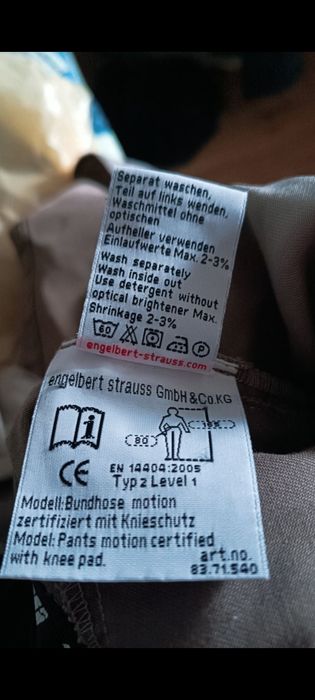 Separat waschen,
Teil auf links wenden,
Waschmittel ohne
optischen
Aufheller verwenden
Einlaufwerte Max. 2-3%
Wash separately
Wash inside out
Use detergent without
optical brightener Max.
Shrinkage 2-3%
60 P
engelbert-strauss.com
engelbert strauss GmbH & Co.KG
CE
EN 14404:2005
Typ 2 Level 1
Modell:Bundhose motion
zertifiziert mit Knieschutz
Model: Pants motion certified
with knee pad.
art.no.
83.71.540